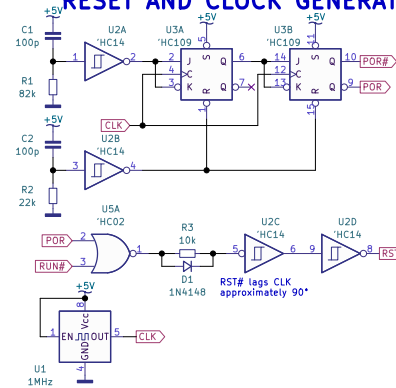 RESET AND CLOCK GENERAT
+5V
C1
100p
R1
82k
U2A
'HC14
1
2
U3A
'HC109
+5V
5
2
J
S
Q
6
4
C
3
K
R
Q
7
1
U3B
'HC109
+5V
11
14
J
S
Q
10
12
C
13
K
R
Q
9
15
POR#
POR
CLK
+5V
C2
100p
R2
22k
U2B
'HC14
3
4
U5A
'HC02
POR
2
RUN#
3
1
R3
10k
D1
1N4148
U2C
'HC14
5
6
U2D
'HC14
9
8
RST# lags CLK
approximately 90°
+5V
8
Vcc
1
EN
OUT
5
CLK
GND
4
U1
1MHz